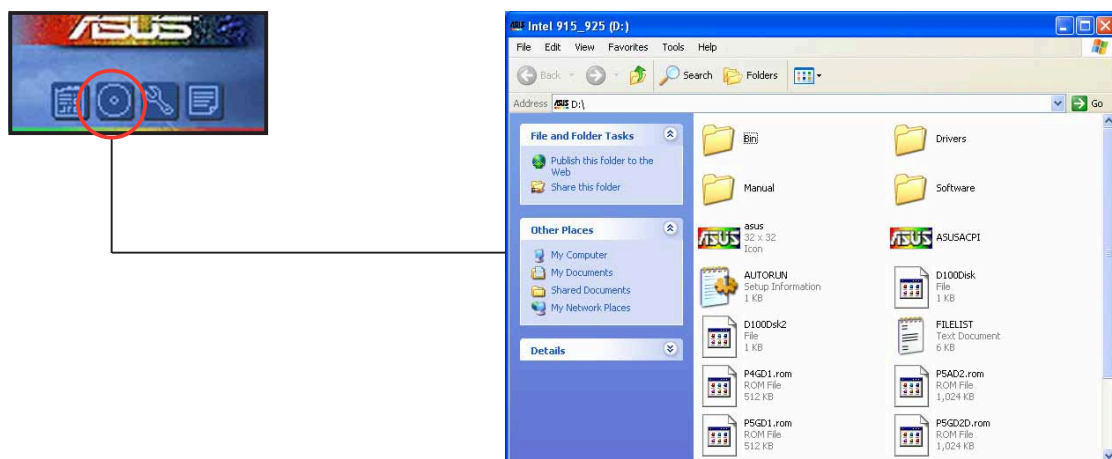 ASUS
Intel 915_925 (D:)
File Edit View Favorites Tools Help
Back Search Folders
Address D:\ Go
File and Folder Tasks
Publish this folder to the
Web
Share this folder
Other Places
My Computer
My Documents
Shared Documents
My Network Places
Details
Bin
Drivers
Manual
Software
ASUS
asus
32 x 32
Icon
ASUS
ASUSACPI
AUTORUN
Setup Information
1 KB
D100Disk
File
1 KB
D100Dsk2
File
1 KB
FILELIST
Text Document
6 KB
P4GD1.rom
ROM File
512 KB
P5AD2.rom
ROM File
1,024 KB
P5GD1.rom
ROM File
512 KB
P5GD2D.rom
ROM File
1,024 KB